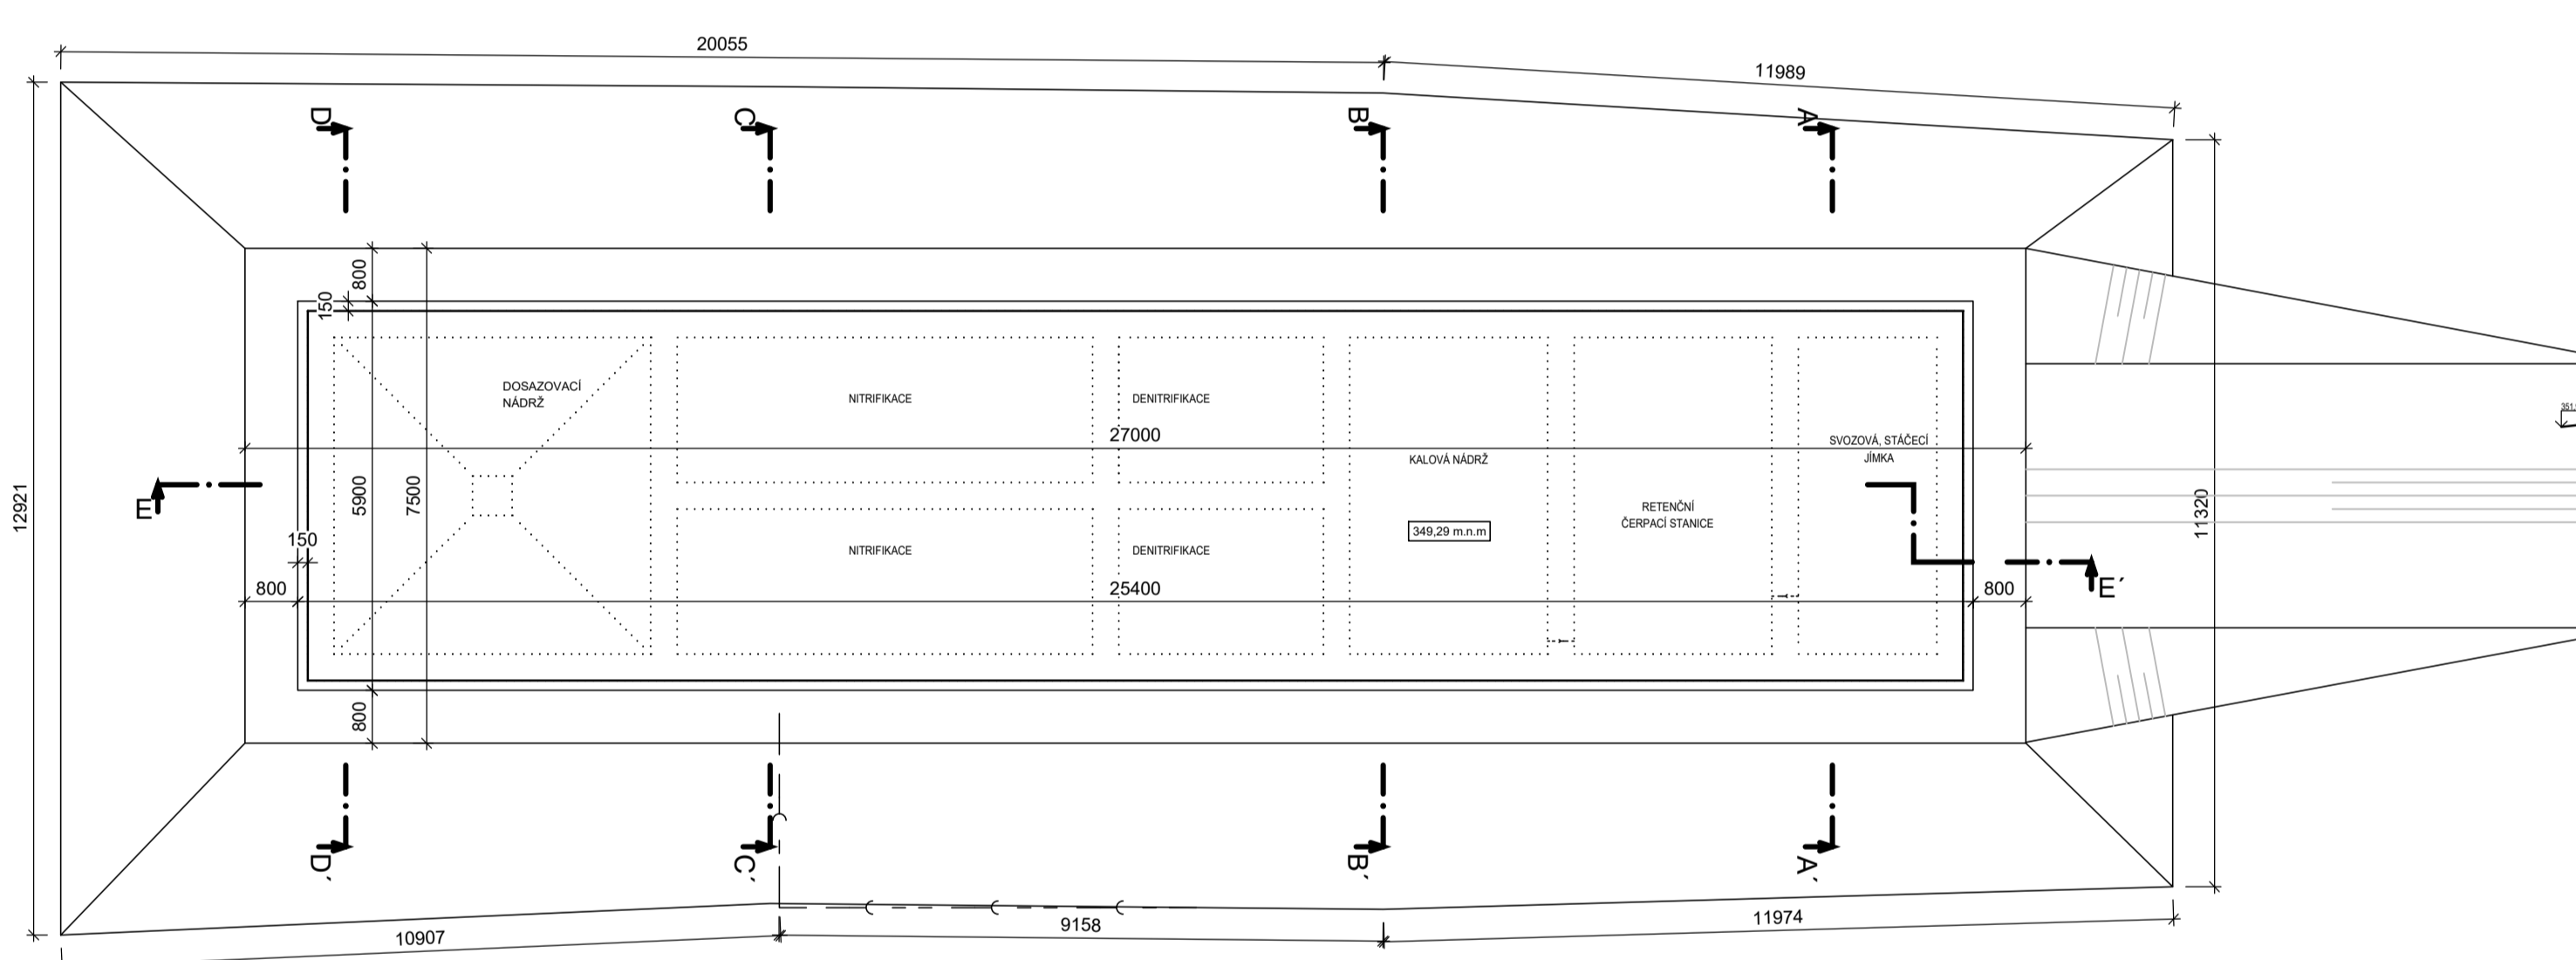 20055
11989
D
C
B
A
12921
800
150
DOSAZOVACÍ
NÁDRŽ
NITRIFIKACE
DENITRIFIKACE
27000
KALOVÁ NÁDRŽ
SVOZOVÁ, STÁČECÍ
JÍMKA
E
5900
7500
RETENČNÍ
ČERPACÍ STANICE
349,29 m.n.m
11320
150
NITRIFIKACE
DENITRIFIKACE
800
25400
800
E´
800
D´
C´
B´
A´
10907
9158
11974